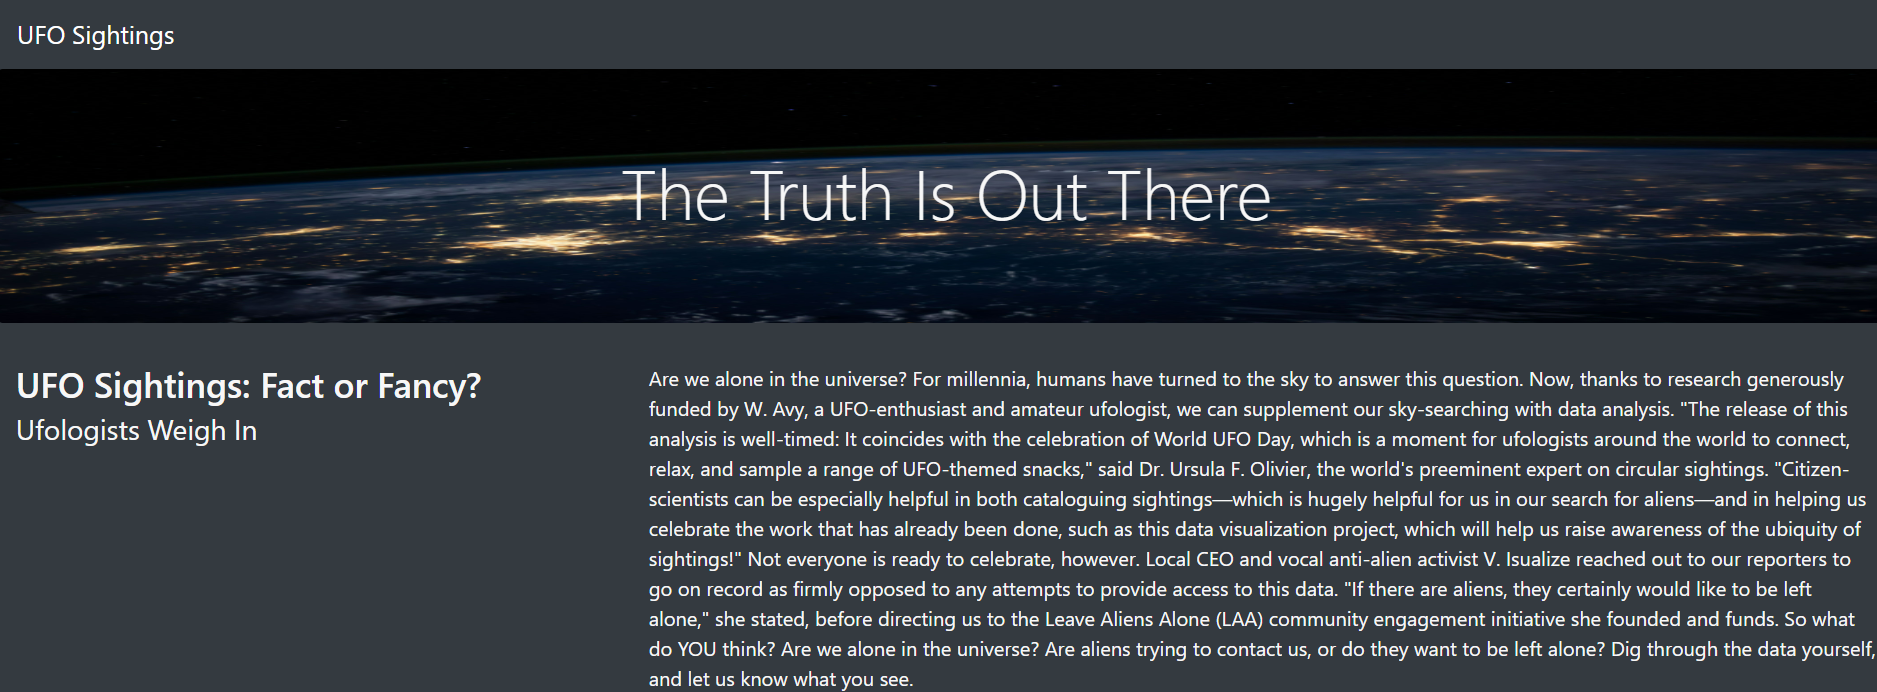 UFO Sightings
The Truth Is Out There
UFO Sightings: Fact or Fancy?
Ufologists Weigh In
Are we alone in the universe? For millennia, humans have turned to the sky to answer this question. Now, thanks to research generously
funded by W. Avy, a UFO-enthusiast and amateur ufologist, we can supplement our sky-searching with data analysis. "The release of this
analysis is well-timed: It coincides with the celebration of World UFO Day, which is a moment for ufologists around the world to connect,
relax, and sample a range of UFO-themed snacks," said Dr. Ursula F. Olivier, the world's preeminent expert on circular sightings. "Citizen-
scientists can be especially helpful in both cataloguing sightings—which is hugely helpful for us in our search for aliens—and in helping us
celebrate the work that has already been done, such as this data visualization project, which will help us raise awareness of the ubiquity of
sightings!" Not everyone is ready to celebrate, however. Local CEO and vocal anti-alien activist V. Isualize reached out to our reporters to
go on record as firmly opposed to any attempts to provide access to this data. "If there are aliens, they certainly would like to be left
alone," she stated, before directing us to the Leave Aliens Alone (LAA) community engagement initiative she founded and funds. So what
do YOU think? Are we alone in the universe? Are aliens trying to contact us, or do they want to be left alone? Dig through the data yourself,
and let us know what you see.